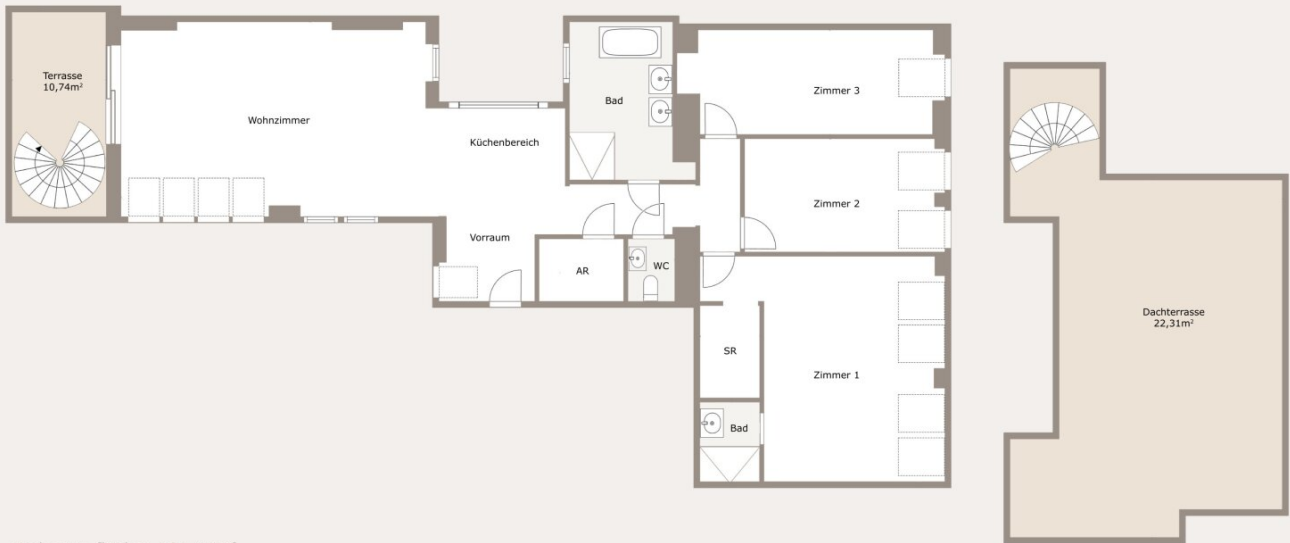 Terrasse
10,74m²
Wohnzimmer
Küchenbereich
Bad
Zimmer 3
Zimmer 2
Vorraum
AR
WC
SR
Zimmer 1
Bad
Dachterrasse
22,31m²